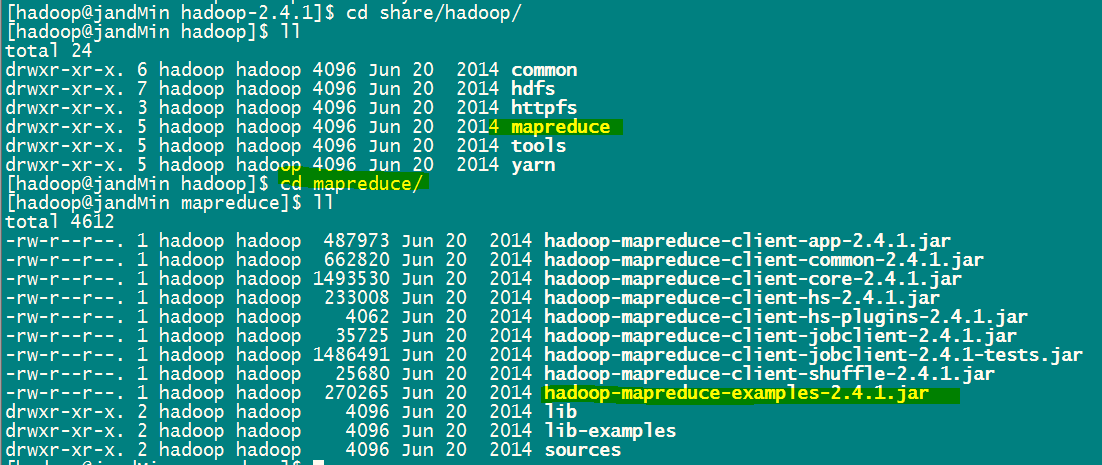 [hadoop@jandMin hadoop-2.4.1]$ cd share/hadoop/
[hadoop@jandMin hadoop]$ ll
total 24
drwxr-xr-x. 6 hadoop hadoop 4096 Jun 20  2014 common
drwxr-xr-x. 7 hadoop hadoop 4096 Jun 20  2014 hdfs
drwxr-xr-x. 3 hadoop hadoop 4096 Jun 20  2014 httpfs
drwxr-xr-x. 5 hadoop hadoop 4096 Jun 20  2014 mapreduce
drwxr-xr-x. 5 hadoop hadoop 4096 Jun 20  2014 tools
drwxr-xr-x. 5 hadoop hadoop 4096 Jun 20  2014 yarn
[hadoop@jandMin hadoop]$ cd mapreduce/
[hadoop@jandMin mapreduce]$ ll
total 4612
-rw-r--r--. 1 hadoop hadoop  487973 Jun 20  2014 hadoop-mapreduce-client-app-2.4.1.jar
-rw-r--r--. 1 hadoop hadoop  662820 Jun 20  2014 hadoop-mapreduce-client-common-2.4.1.jar
-rw-r--r--. 1 hadoop hadoop 1493530 Jun 20  2014 hadoop-mapreduce-client-core-2.4.1.jar
-rw-r--r--. 1 hadoop hadoop  233008 Jun 20  2014 hadoop-mapreduce-client-hs-2.4.1.jar
-rw-r--r--. 1 hadoop hadoop    4062 Jun 20  2014 hadoop-mapreduce-client-hs-plugins-2.4.1.jar
-rw-r--r--. 1 hadoop hadoop   35725 Jun 20  2014 hadoop-mapreduce-client-jobclient-2.4.1.jar
-rw-r--r--. 1 hadoop hadoop 1486491 Jun 20  2014 hadoop-mapreduce-client-jobclient-2.4.1-tests.jar
-rw-r--r--. 1 hadoop hadoop   25680 Jun 20  2014 hadoop-mapreduce-client-shuffle-2.4.1.jar
-rw-r--r--. 1 hadoop hadoop  270265 Jun 20  2014 hadoop-mapreduce-examples-2.4.1.jar
drwxr-xr-x. 2 hadoop hadoop    4096 Jun 20  2014 lib
drwxr-xr-x. 2 hadoop hadoop    4096 Jun 20  2014 lib-examples
drwxr-xr-x. 2 hadoop hadoop    4096 Jun 20  2014 sources
[hadoop@jandMin mapreduce]$